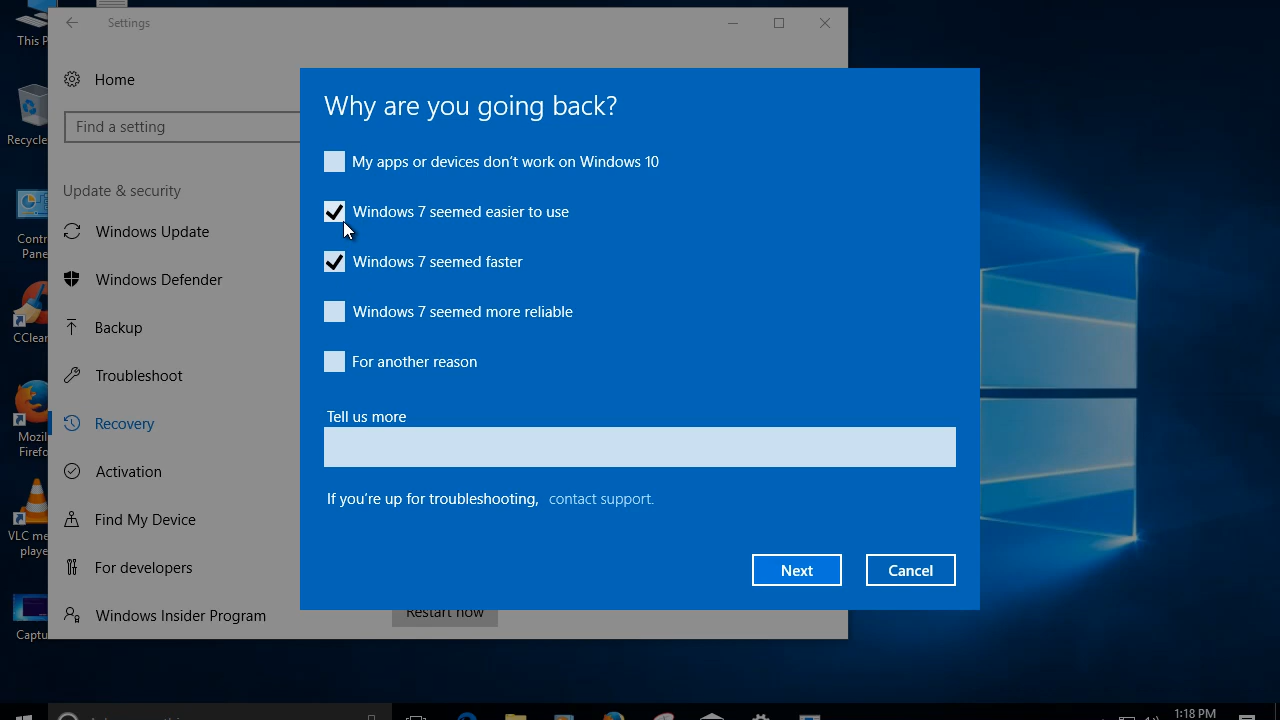 Settings
This P
Home
Find a setting
Recycle
Update & security
Windows Update
Contr
Pane
Windows Defender
CClea
Backup
Troubleshoot
Recovery
Mozil
Firefo
Activation
Find My Device
VLC me
playe
For developers
Windows Insider Program
Captu
Restart now
Why are you going back?
My apps or devices don't work on Windows 10
Windows 7 seemed easier to use
Windows 7 seemed faster
Windows 7 seemed more reliable
For another reason
Tell us more
If you're up for troubleshooting, contact support.
Next
Cancel
1:18 PM